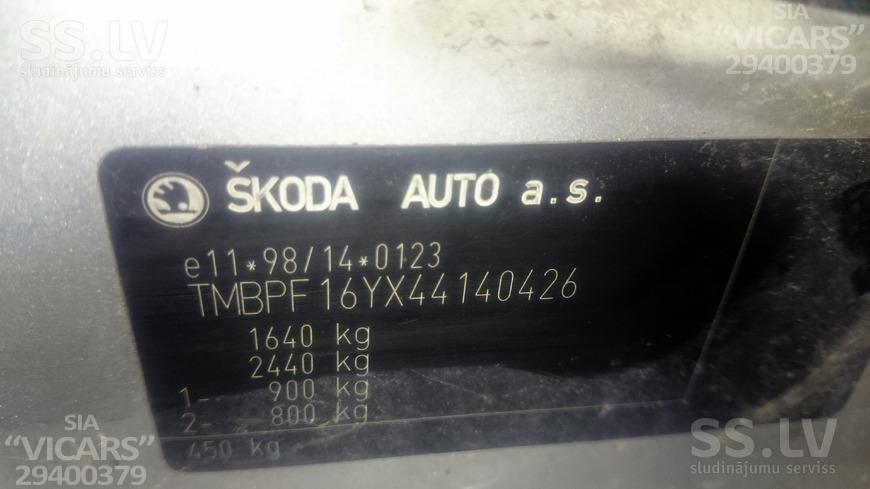 SS.LV
sludinājumu serviss
SIA
“VICARS”
29400379
ŠKODA AUTO a.s.
e11*98/14*0123
TMBPF16YX44140426
1640 kg
2440 kg
1- 900 kg
2- 800 kg
450 kg
SIA
“VICARS”
29400379
SS.LV
sludinājumu serviss